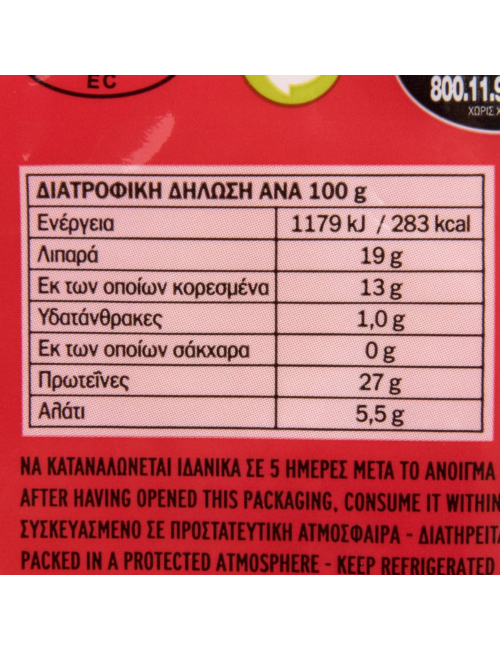 EC
800.11.9
ΧΩΡΙΣ Χ
ΔΙΑΤΡΟΦΙΚΗ ΔΗΛΩΣΗ ΑΝΑ 100 g
Ενέργεια 1179 kJ / 283 kcal
Λιπαρά 19 g
Εκ των οποίων κορεσμένα 13 g
Υδατάνθρακες 1,0 g
Εκ των οποίων σάκχαρα 0 g
Πρωτεΐνες 27 g
Αλάτι 5,5 g
ΝΑ ΚΑΤΑΝΑΛΩΝΕΤΑΙ ΙΔΑΝΙΚΑ ΣΕ 5 ΗΜΕΡΕΣ ΜΕΤΑ ΤΟ ΑΝΟΙΓΜΑ
AFTER HAVING OPENED THIS PACKAGING, CONSUME IT WITHIN
ΣΥΣΚΕΥΑΣΜΕΝΟ ΣΕ ΠΡΟΣΤΑΤΕΥΤΙΚΗ ΑΤΜΟΣΦΑΙΡΑ - ΔΙΑΤΗΡΕΙΤΑ
PACKED IN A PROTECTED ATMOSPHERE - KEEP REFRIGERATED